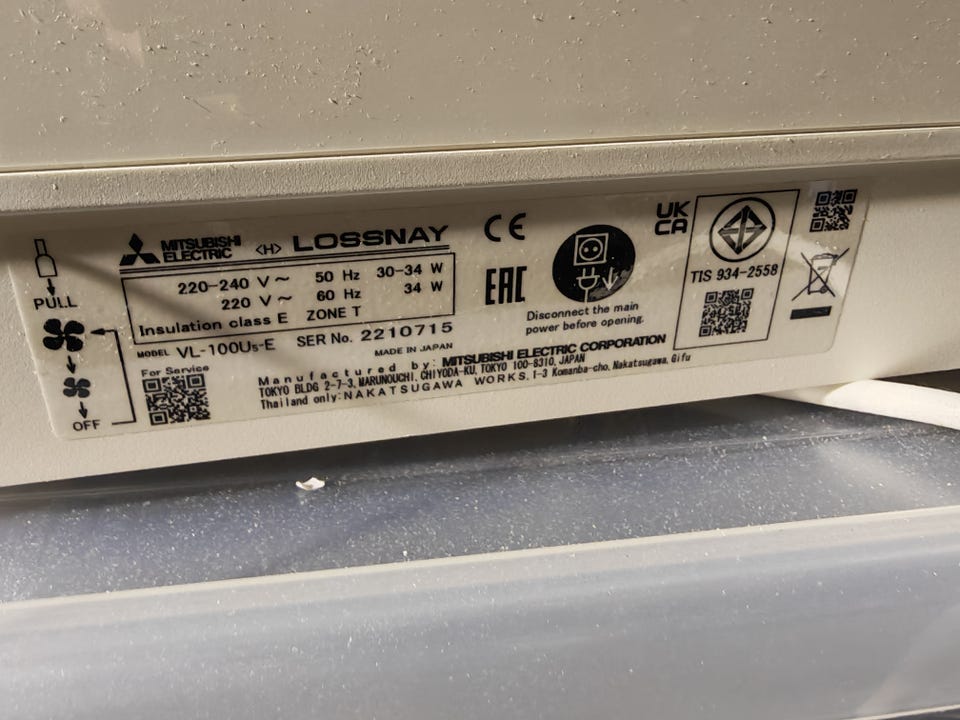 PULL
OFF
MITSUBISHI
ELECTRIC
<H> LOSSNAY
220-240 V～ 50 Hz 30-34 W
220 V～ 60 Hz 34 W
Insulation class E ZONE T
MODEL VL-100U5-E SER No. 2210715
MADE IN JAPAN
For Service
Manufactured by: MITSUBISHI ELECTRIC CORPORATION
TOKYO BLDG 2-7-3, MARUNOUCHI, CHIYODA-KU, TOKYO 100-8310, JAPAN
Thailand only: NAKATSUGAWA WORKS, 1-3 Komanba-cho, Nakatsugawa, Gifu
CE
EAC
Disconnect the main
power before opening.
UK
CA
TIS 934-2558